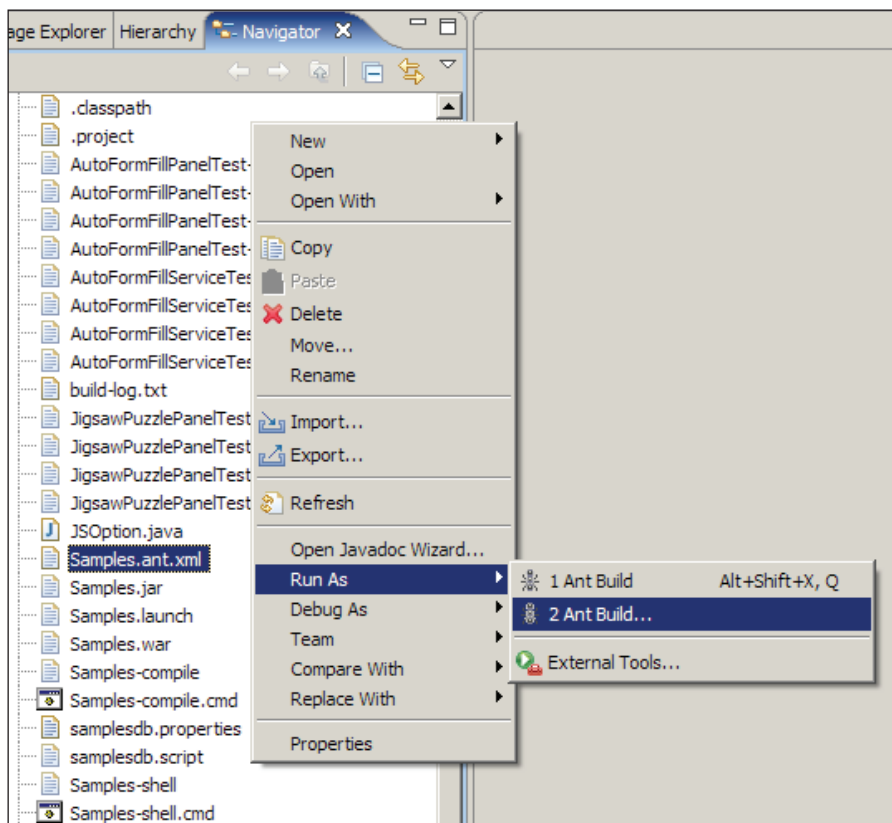 age Explorer Hierarchy Navigator
.classpath
.project
AutoFormFillPanelTest-
AutoFormFillPanelTest-
AutoFormFillPanelTest-
AutoFormFillPanelTest-
AutoFormFillServiceTes
AutoFormFillServiceTes
AutoFormFillServiceTes
AutoFormFillServiceTes
build-log.txt
JigsawPuzzlePanelTest
JigsawPuzzlePanelTest
JigsawPuzzlePanelTest
JigsawPuzzlePanelTest
JSOption.java
Samples.ant.xml
Samples.jar
Samples.launch
Samples.war
Samples-compile
Samples-compile.cmd
samplesdb.properties
samplesdb.script
Samples-shell
Samples-shell.cmd
New
Open
Open With
Copy
Paste
Delete
Move...
Rename
Import...
Export...
Refresh
Open Javadoc Wizard...
Run As
Debug As
Team
Compare With
Replace With
Properties
1 Ant Build Alt+Shift+X, Q
2 Ant Build...
External Tools...